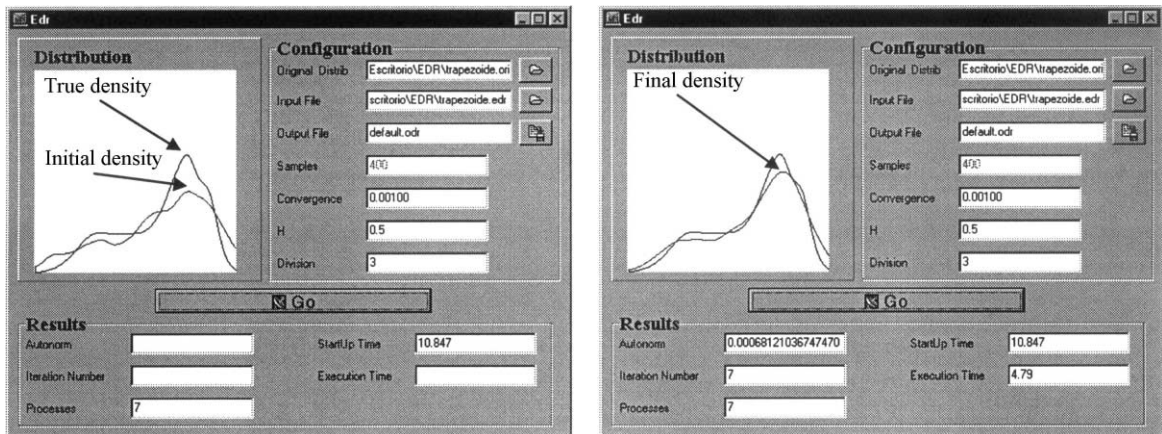 Edr
Distribution
True density
Initial density
Configuration
Original Distrib
Escritorio\EDR\trapezoide.ori
Input File
scritorio\EDR\trapezoide.edr
Output File
default.odr
Samples
400
Convergence
0.00100
H
0.5
Division
3
Go
Results
Autonorm
StartUp Time
10.847
Iteration Number
Execution Time
Processes
7
Edr
Distribution
Final density
Configuration
Original Distrib
Escritorio\EDR\trapezoide.ori
Input File
scritorio\EDR\trapezoide.edr
Output File
default.odr
Samples
400
Convergence
0.00100
H
0.5
Division
3
Go
Results
Autonorm
0.00068121036747470
StartUp Time
10.847
Iteration Number
7
Execution Time
4.79
Processes
7